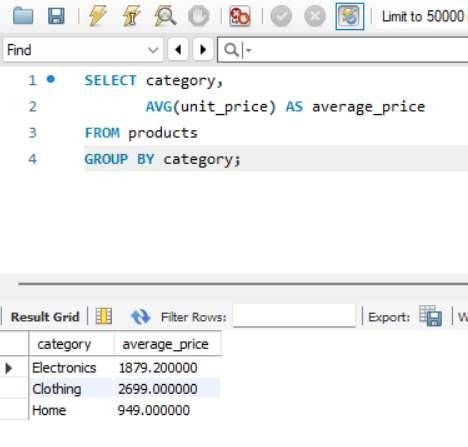 Limit to 50000
Find
1 SELECT category,
2 AVG(unit_price) AS average_price
3 FROM products
4 GROUP BY category;
Result Grid Filter Rows: Export:
category average_price
Electronics 1879.200000
Clothing 2699.000000
Home 949.000000